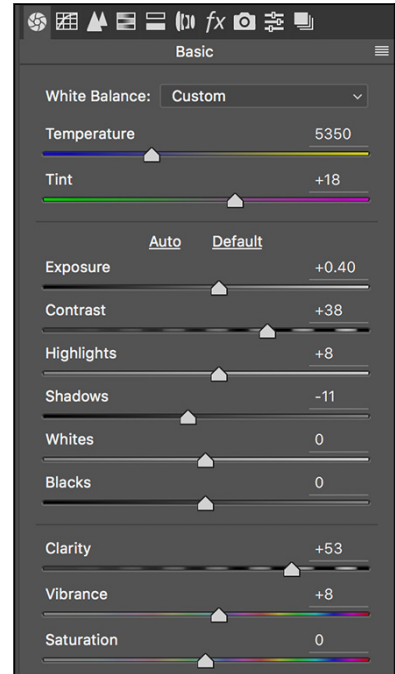 fx
Basic
White Balance: Custom
Temperature 5350
Tint +18
Auto Default
Exposure +0.40
Contrast +38
Highlights +8
Shadows -11
Whites 0
Blacks 0
Clarity +53
Vibrance +8
Saturation 0